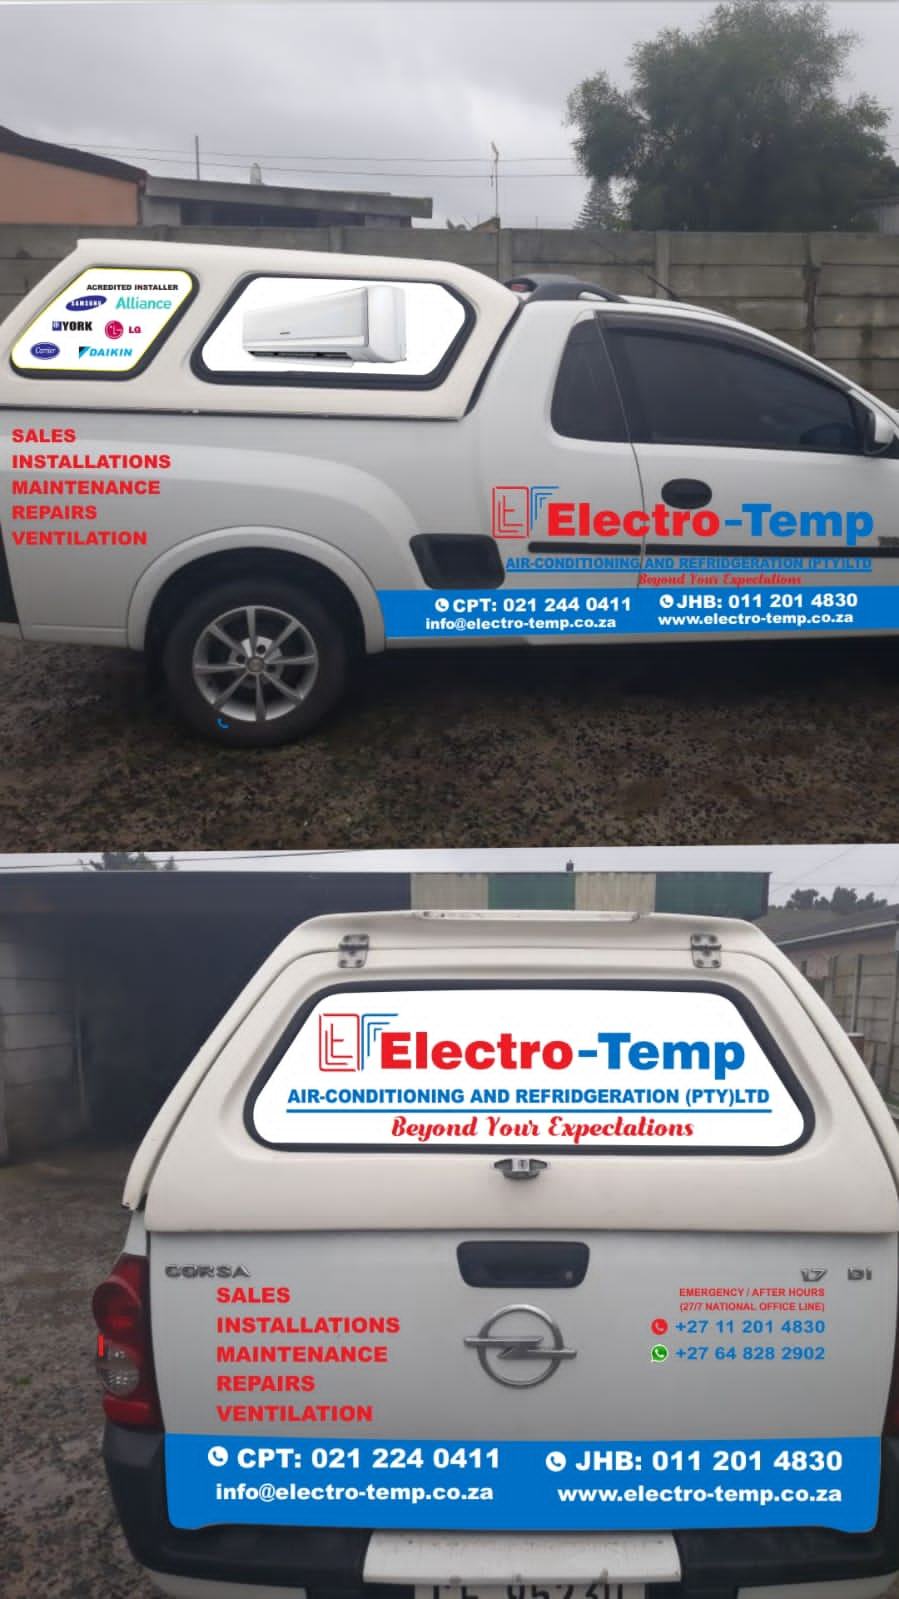 ACREDITED INSTALLER
SAMSUNG Alliance
YORK LG
Carrier DAIKIN
SALES
INSTALLATIONS
MAINTENANCE
REPAIRS
VENTILATION
Electro-Temp
AIR-CONDITIONING AND REFRIDGERATION (PTY)LTD
Beyond Your Expectations
CPT: 021 244 0411 JHB: 011 201 4830
info@electro-temp.co.za www.electro-temp.co.za
Electro-Temp
AIR-CONDITIONING AND REFRIDGERATION (PTY)LTD
Beyond Your Expectations
CORSA 1.7 DI
SALES
INSTALLATIONS
MAINTENANCE
REPAIRS
VENTILATION
EMERGENCY / AFTER HOURS
(27/7 NATIONAL OFFICE LINE)
+27 11 201 4830
+27 64 828 2902
CPT: 021 224 0411 JHB: 011 201 4830
info@electro-temp.co.za www.electro-temp.co.za